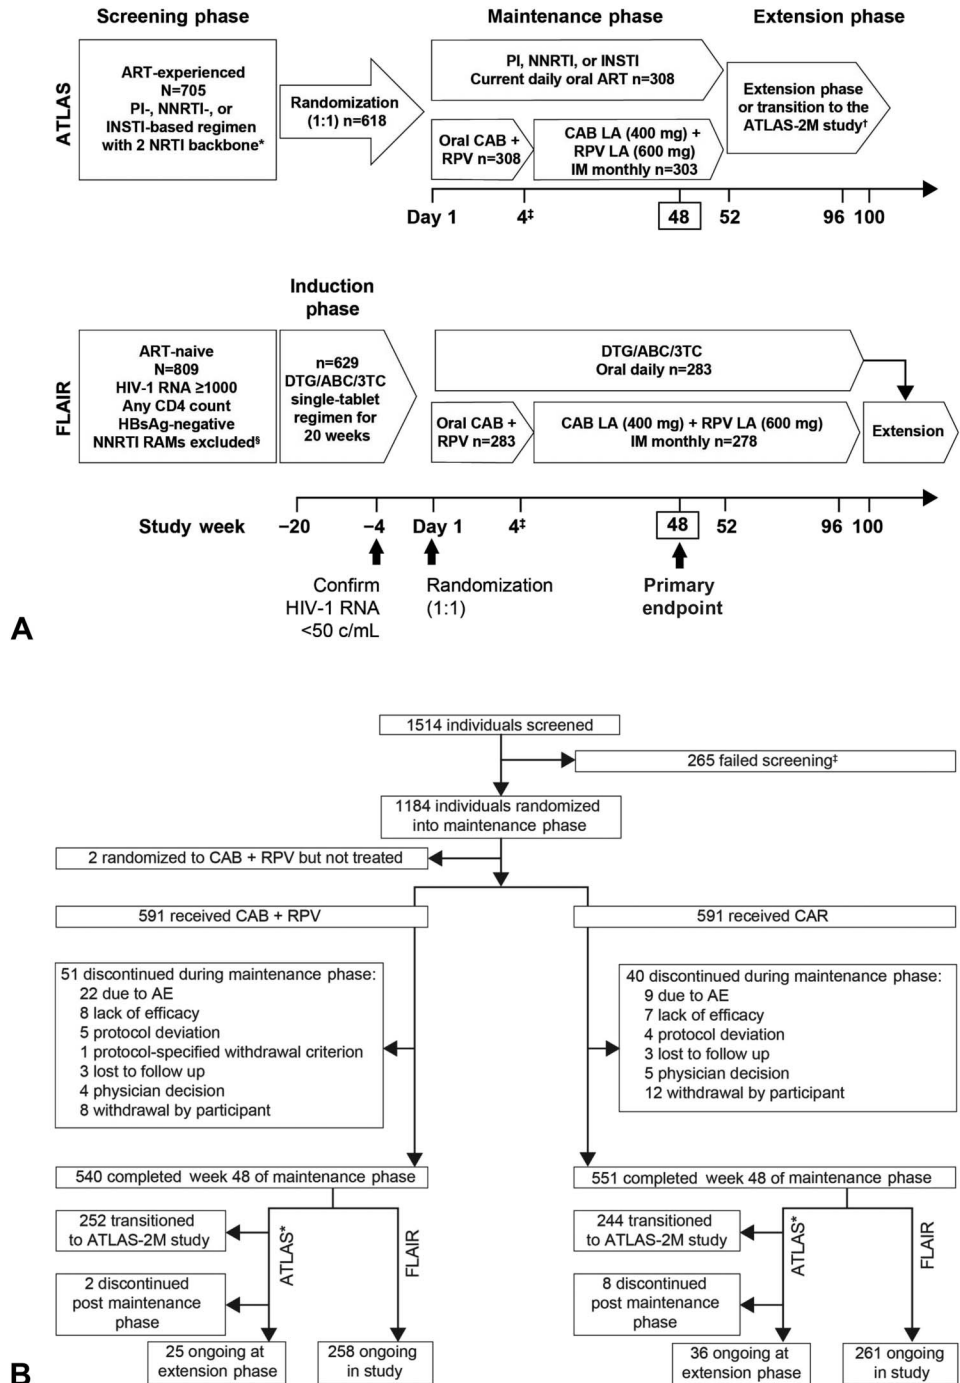 Screening phase
Maintenance phase
Extension phase
ATLAS
ART-experienced
N=705
PI-, NNRTI-, or
INSTI-based regimen
with 2 NRTI backbone*
Randomization
(1:1) n=618
PI, NNRTI, or INSTI
Current daily oral ART n=308
Oral CAB +
RPV n=308
CAB LA (400 mg) +
RPV LA (600 mg)
IM monthly n=303
Extension phase
or transition to the
ATLAS-2M study†
Day 1 4‡ 48 52 96 100
Induction
phase
FLAIR
ART-naive
N=809
HIV-1 RNA ≥1000
Any CD4 count
HBsAg-negative
NNRTI RAMs excluded§
n=629
DTG/ABC/3TC
single-tablet
regimen for
20 weeks
DTG/ABC/3TC
Oral daily n=283
Oral CAB +
RPV n=283
CAB LA (400 mg) + RPV LA (600 mg)
IM monthly n=278
Extension
Study week −20 −4 Day 1 4‡ 48 52 96 100
Confirm
HIV-1 RNA
<50 c/mL
Randomization
(1:1)
Primary
endpoint
A
1514 individuals screened
265 failed screening‡
1184 individuals randomized
into maintenance phase
2 randomized to CAB + RPV but not treated
591 received CAB + RPV
591 received CAR
51 discontinued during maintenance phase:
22 due to AE
8 lack of efficacy
5 protocol deviation
1 protocol-specified withdrawal criterion
3 lost to follow up
4 physician decision
8 withdrawal by participant
40 discontinued during maintenance phase:
9 due to AE
7 lack of efficacy
4 protocol deviation
3 lost to follow up
5 physician decision
12 withdrawal by participant
540 completed week 48 of maintenance phase
551 completed week 48 of maintenance phase
252 transitioned
to ATLAS-2M study
ATLAS*
FLAIR
2 discontinued
post maintenance
phase
25 ongoing at
extension phase
258 ongoing
in study
244 transitioned
to ATLAS-2M study
ATLAS*
FLAIR
8 discontinued
post maintenance
phase
36 ongoing at
extension phase
261 ongoing
in study
B